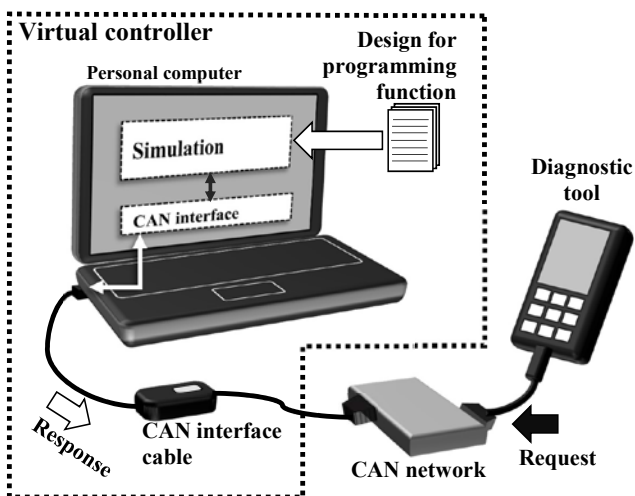 Virtual controller
Design for
programming
function
Personal computer
Simulation
CAN interface
Diagnostic
tool
Response
CAN interface
cable
CAN network
Request